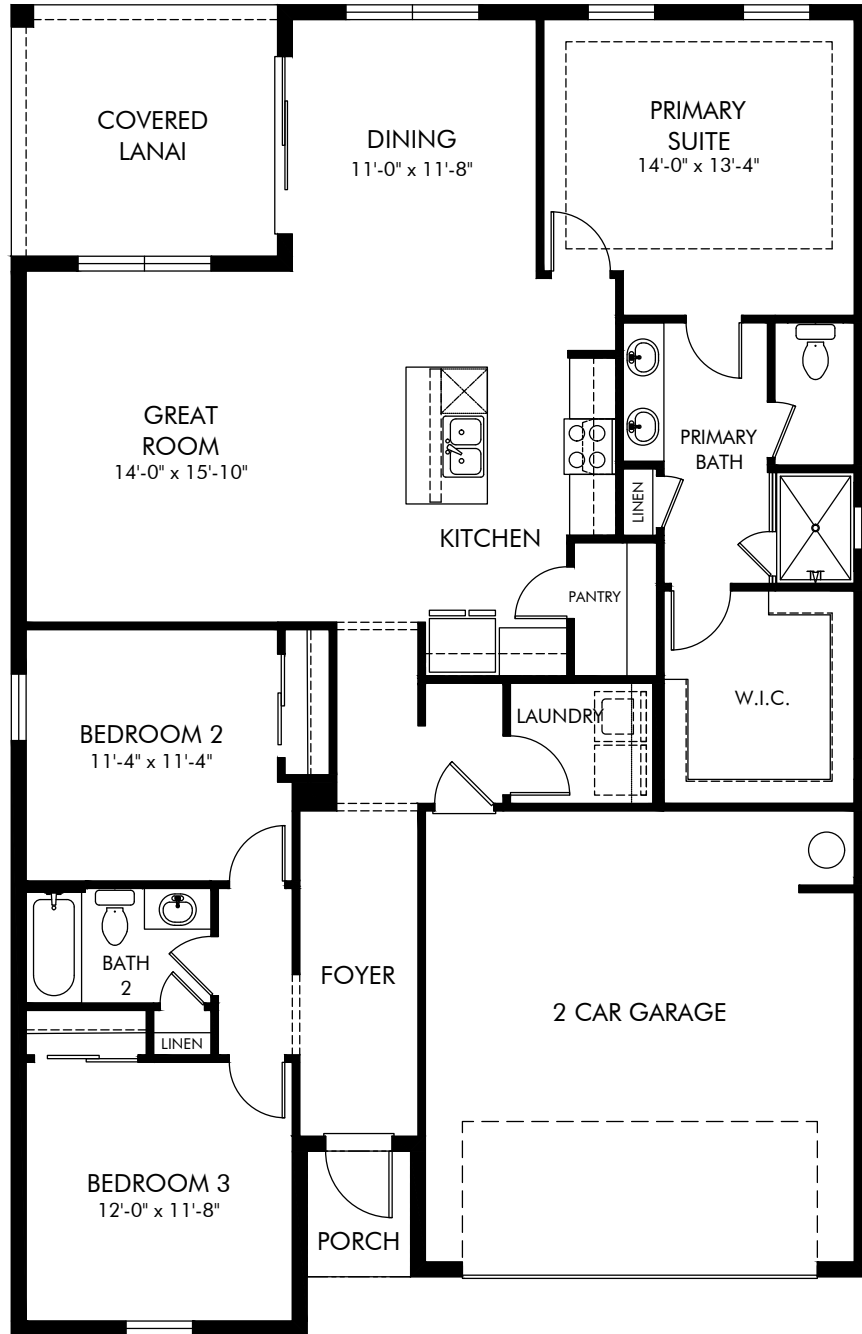 COVERED
LANAI
DINING
11'-0" x 11'-8"
PRIMARY
SUITE
14'-0" x 13'-4"
GREAT
ROOM
14'-0" x 15'-10"
PRIMARY
BATH
LINEN
KITCHEN
PANTRY
W.I.C.
LAUNDRY
BEDROOM 2
11'-4" x 11'-4"
BATH
2
FOYER
LINEN
2 CAR GARAGE
BEDROOM 3
12'-0" x 11'-8"
PORCH